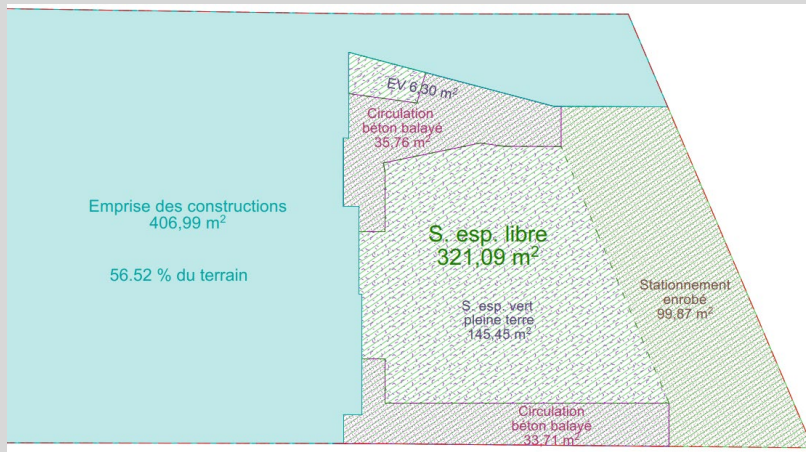 EV 6,30 m²
Circulation
béton balayé
35,76 m²
Emprise des constructions
406,99 m²
56.52 % du terrain
S. esp. libre
321,09 m²
S. esp. vert
pleine terre
145,45 m²
Stationnement
enrobé
99,87 m²
Circulation
béton balayé
33,71 m²